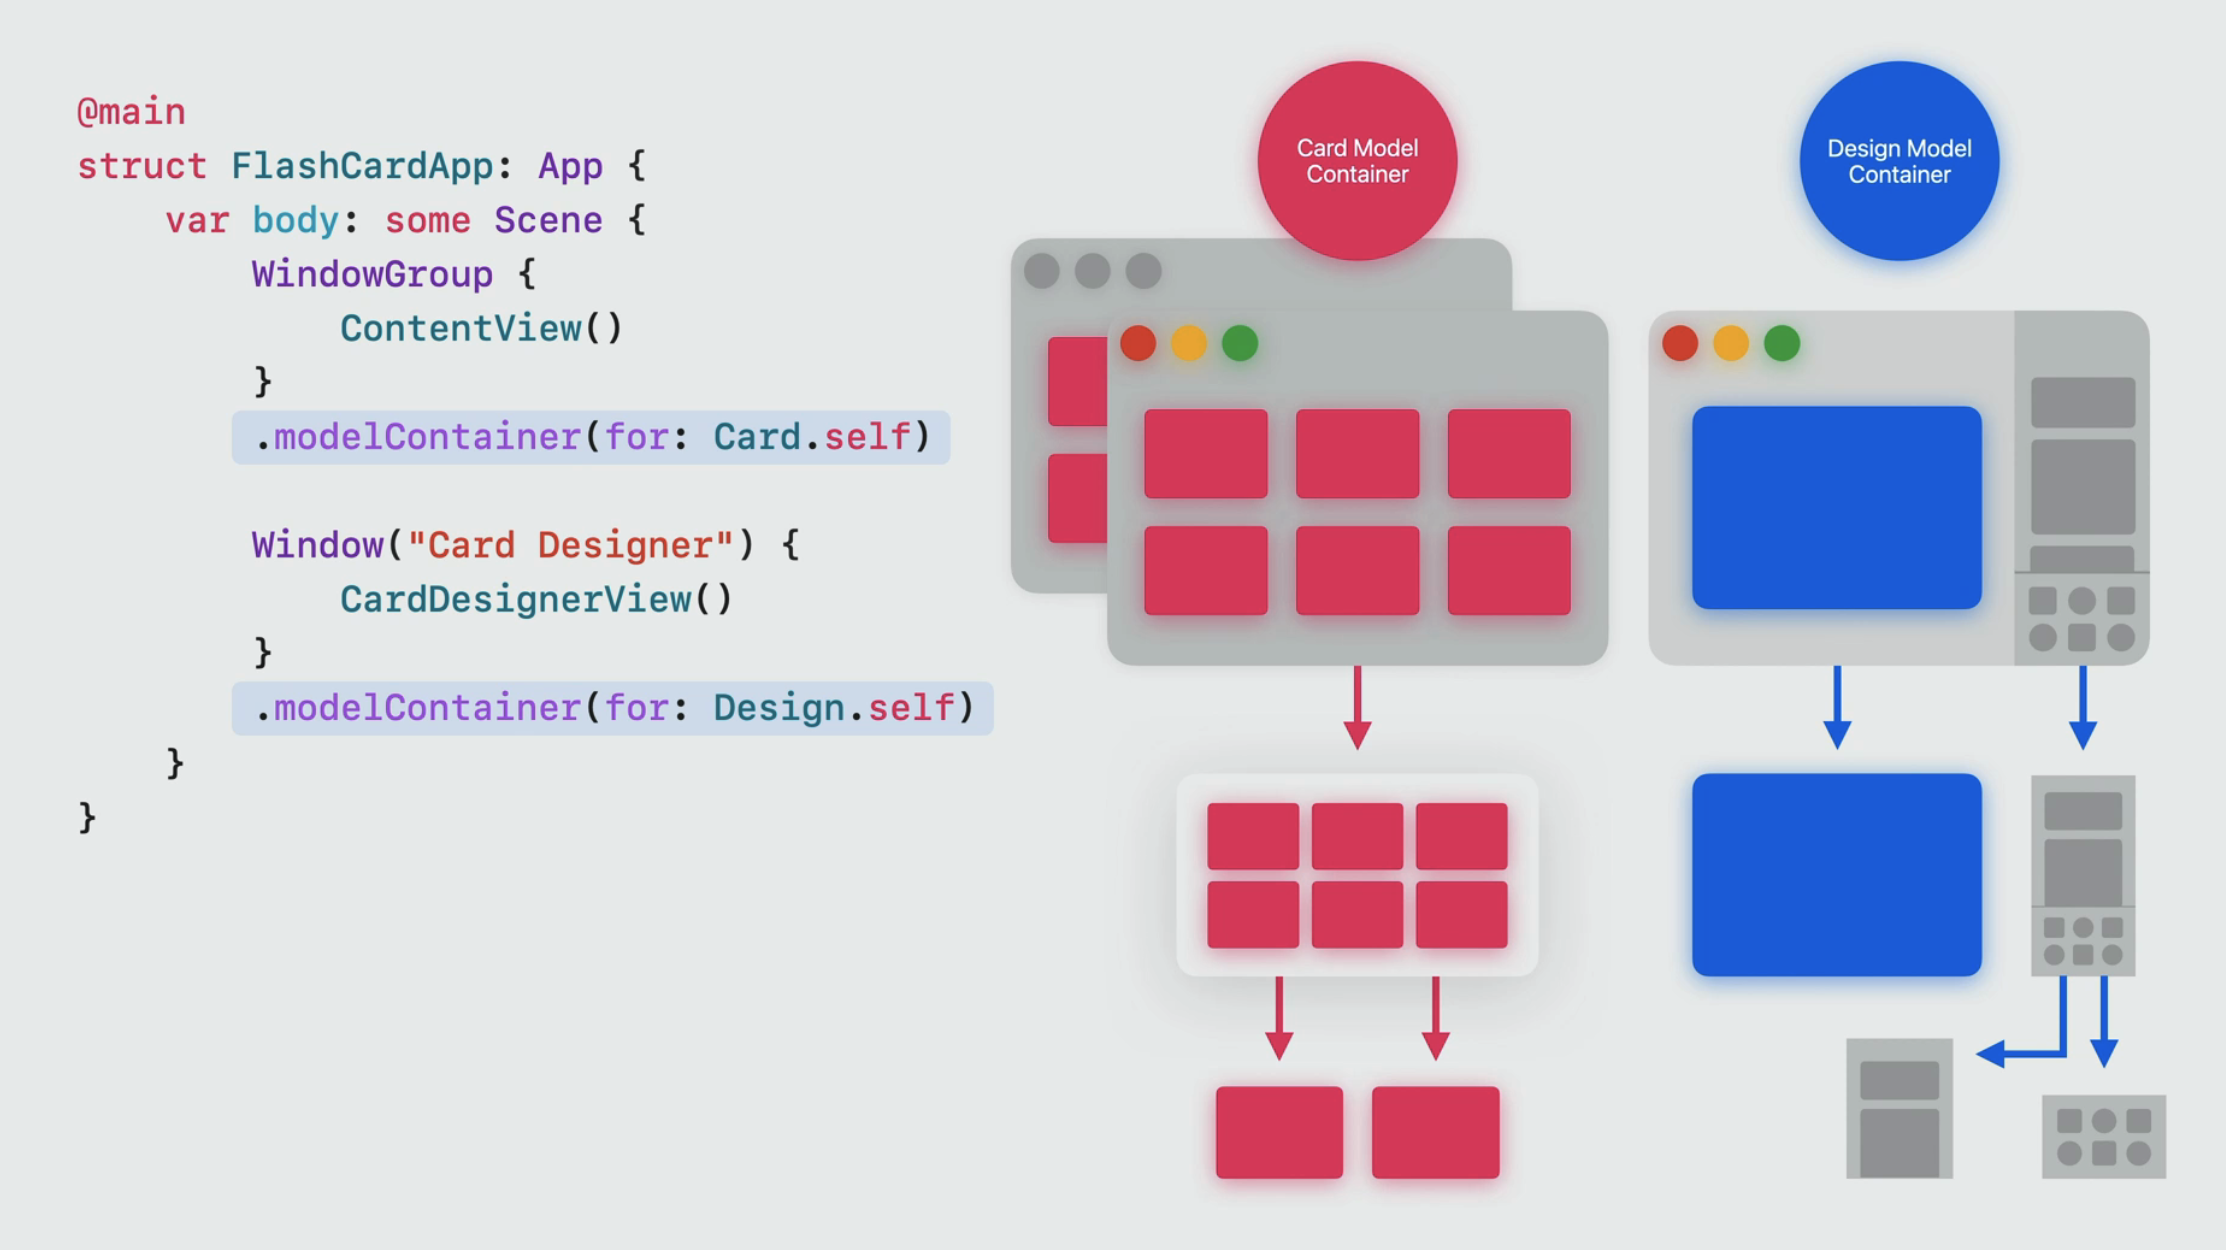 @main
struct FlashCardApp: App {
    var body: some Scene {
        WindowGroup {
            ContentView()
        }
        .modelContainer(for: Card.self)

        Window("Card Designer") {
            CardDesignerView()
        }
        .modelContainer(for: Design.self)
    }
}
Card Model
Container
Design Model
Container